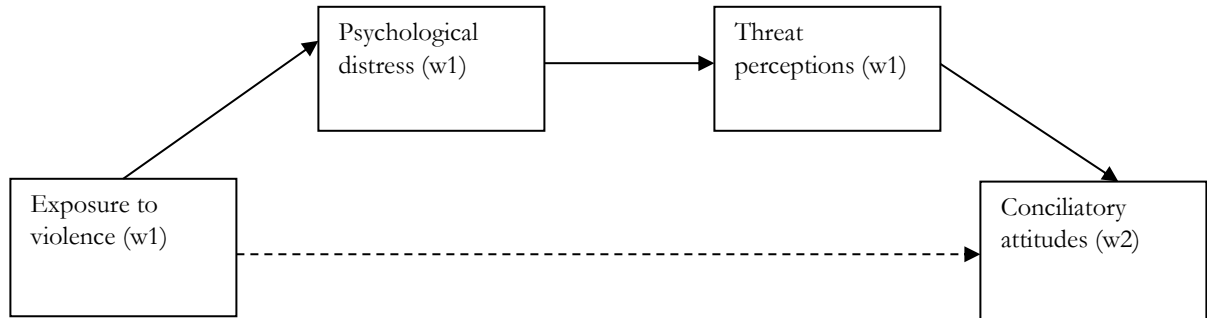 Psychological
distress (w1)
Threat
perceptions (w1)
Exposure to
violence (w1)
Conciliatory
attitudes (w2)